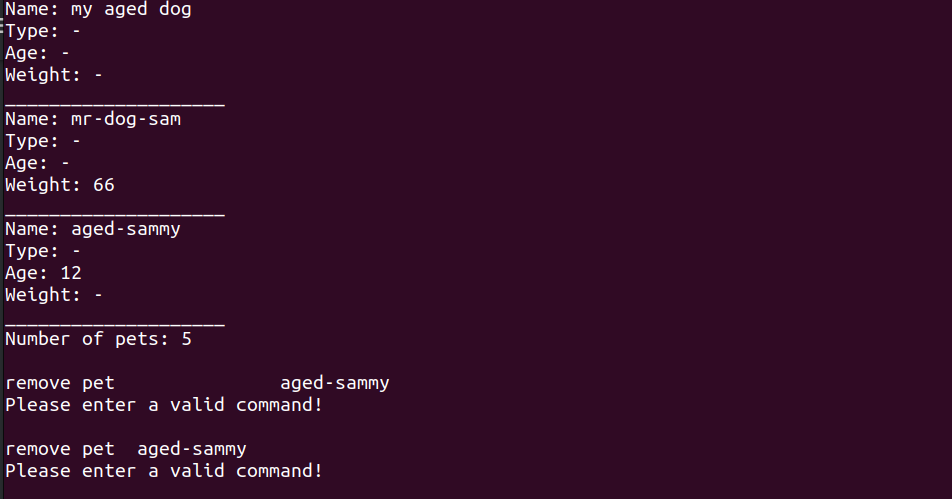 Name: my aged dog
Type: -
Age: -
Weight: -
____________________
Name: mr-dog-sam
Type: -
Age: -
Weight: 66
____________________
Name: aged-sammy
Type: -
Age: 12
Weight: -
____________________
Number of pets: 5
remove pet               aged-sammy
Please enter a valid command!
remove pet  aged-sammy
Please enter a valid command!